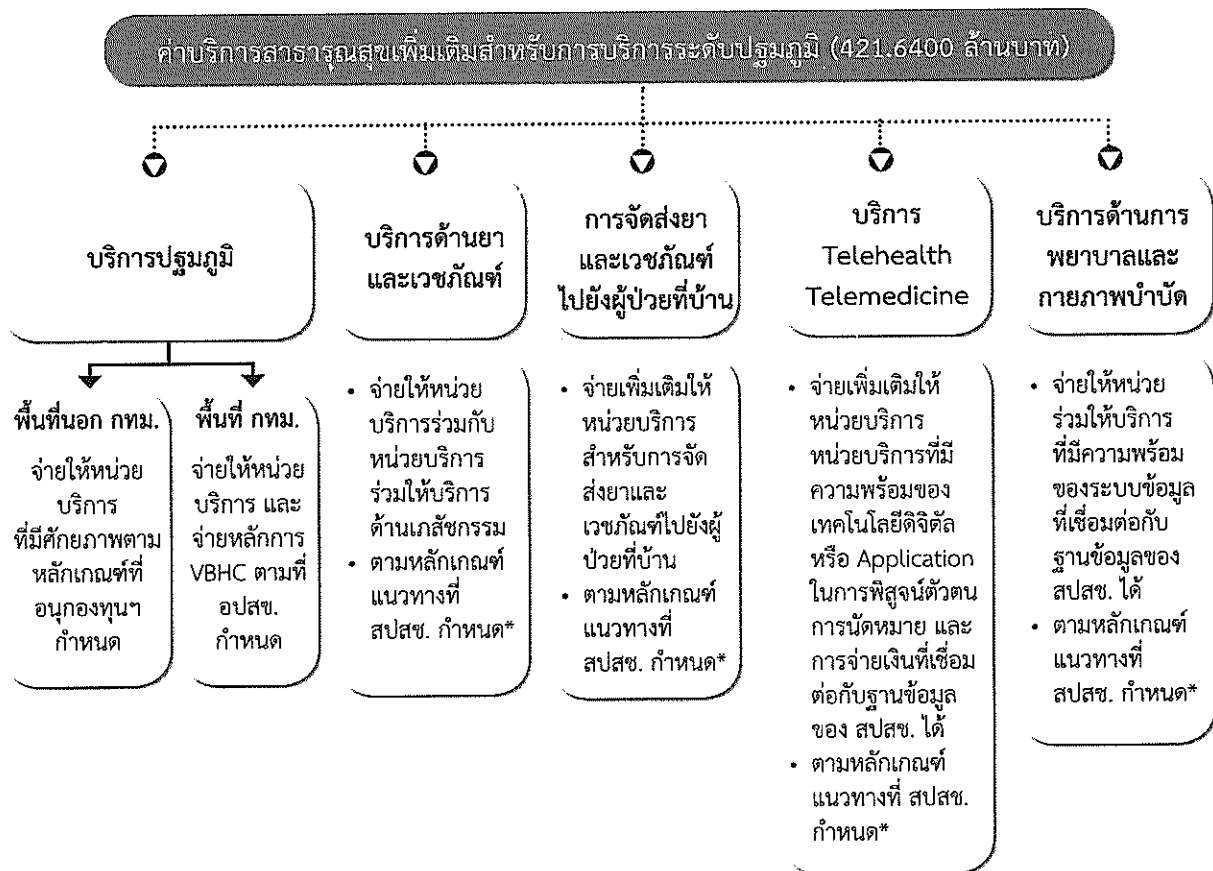 ค่าบริการสาธารณสุขเพิ่มเติมสำหรับการบริการระดับปฐมภูมิ (421.6400 ล้านบาท)
บริการปฐมภูมิ
พื้นที่นอก กทม.
จ่ายให้หน่วย
บริการ
ที่มีศักยภาพตาม
หลักเกณฑ์ที่
อนุกองทุนฯ
กำหนด
พื้นที่ กทม.
จ่ายให้หน่วย
บริการ และ
จ่ายหลักการ
VBHC ตามที่
อปสข.
กำหนด
บริการด้านยา
และเวชภัณฑ์
• จ่ายให้หน่วย
บริการร่วมกับ
หน่วยบริการ
ร่วมให้บริการ
ด้านเภสัชกรรม
• ตามหลักเกณฑ์
แนวทางที่
สปสช. กำหนด*
การจัดส่งยา
และเวชภัณฑ์
ไปยังผู้ป่วยที่บ้าน
• จ่ายเพิ่มเติมให้
หน่วยบริการ
สำหรับการจัด
ส่งยาและ
เวชภัณฑ์ไปยังผู้
ป่วยที่บ้าน
• ตามหลักเกณฑ์
แนวทางที่
สปสช. กำหนด*
บริการ
Telehealth
Telemedicine
• จ่ายเพิ่มเติมให้
หน่วยบริการ
หน่วยบริการที่มี
ความพร้อมของ
เทคโนโลยีดิจิตัล
หรือ Application
ในการพิสูจน์ตัวตน
การนัดหมาย และ
การจ่ายเงินที่เชื่อม
ต่อกับฐานข้อมูล
ของ สปสช. ได้
• ตามหลักเกณฑ์
แนวทางที่ สปสช.
กำหนด*
บริการด้านการ
พยาบาลและ
กายภาพบำบัด
• จ่ายให้หน่วย
ร่วมให้บริการ
ที่มีความพร้อม
ของระบบข้อมูล
ที่เชื่อมต่อกับ
ฐานข้อมูลของ
สปสช. ได้
• ตามหลักเกณฑ์
แนวทางที่
สปสช. กำหนด*